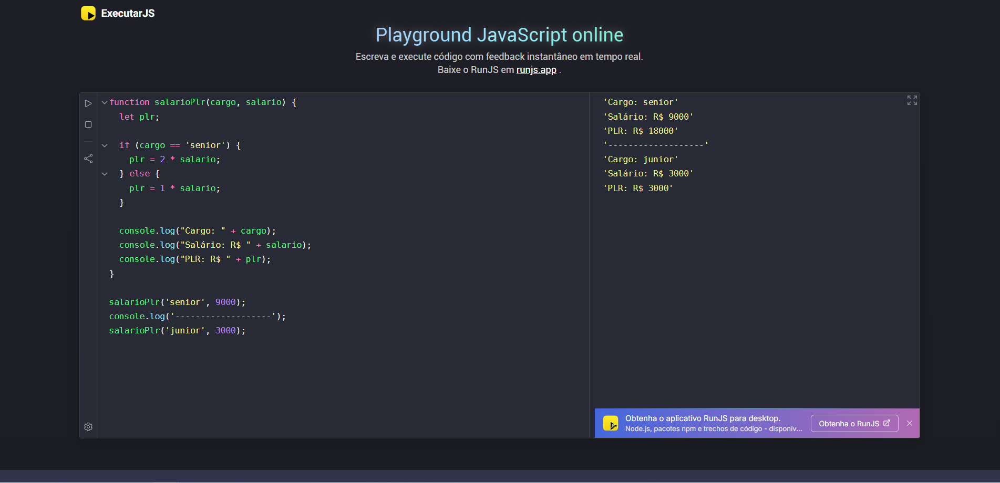 ExecutarJS
Playground JavaScript online
Escreva e execute código com feedback instantâneo em tempo real.
Baixe o RunJS em runjs.app .
function salarioPlr(cargo, salario) {
  let plr;

  if (cargo == 'senior') {
    plr = 2 * salario;
  } else {
    plr = 1 * salario;
  }

  console.log("Cargo: " + cargo);
  console.log("Salário: R$ " + salario);
  console.log("PLR: R$ " + plr);
}

salarioPlr('senior', 9000);
console.log('-------------------');
salarioPlr('junior', 3000);
'Cargo: senior'
'Salário: R$ 9000'
'PLR: R$ 18000'
'-------------------'
'Cargo: junior'
'Salário: R$ 3000'
'PLR: R$ 3000'
JS
Obtenha o aplicativo RunJS para desktop.
Node.js, pacotes npm e trechos de código - disponív...
Obtenha o RunJS